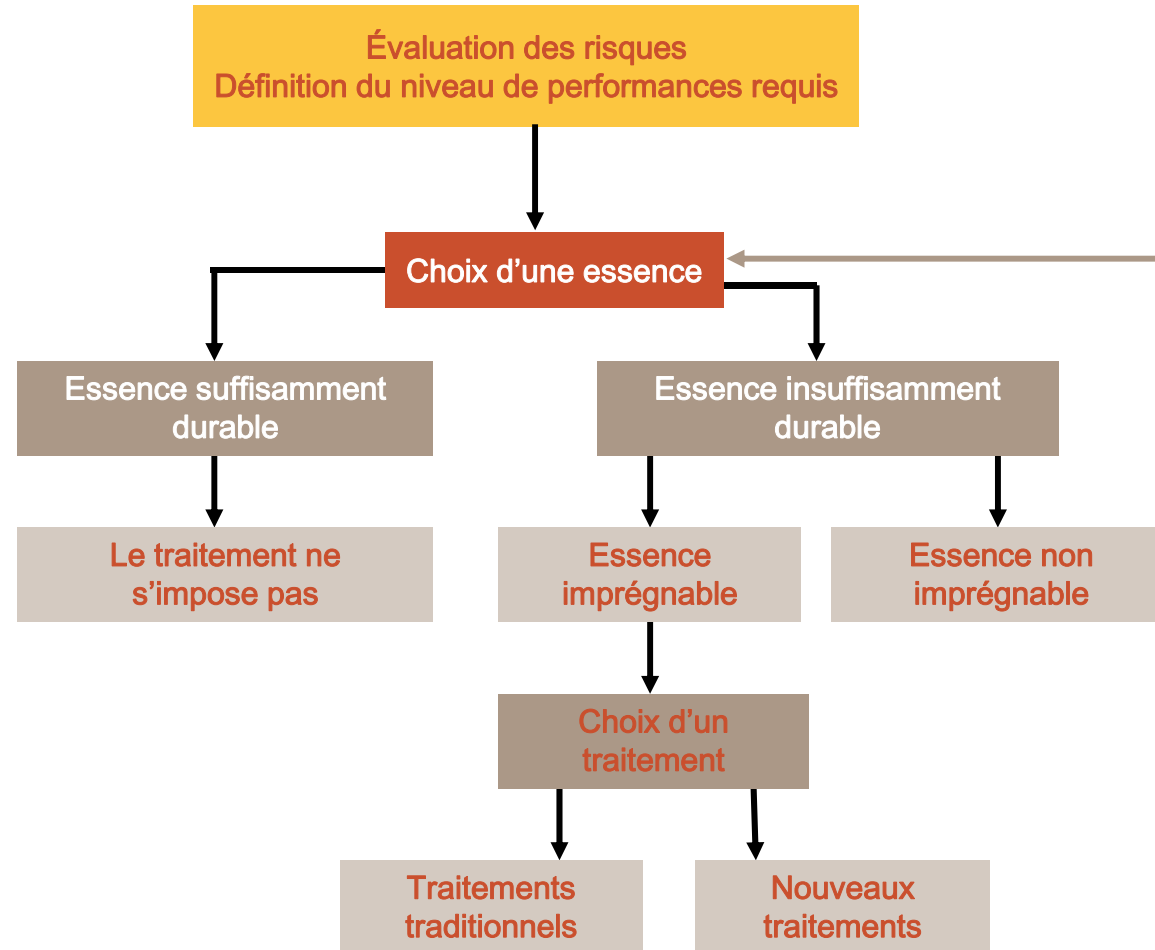 Évaluation des risques
Définition du niveau de performances requis
Choix d’une essence
Essence suffisamment
durable
Essence insuffisamment
durable
Le traitement ne
s’impose pas
Essence
imprégnable
Essence non
imprégnable
Choix d’un
traitement
Traitements
traditionnels
Nouveaux
traitements